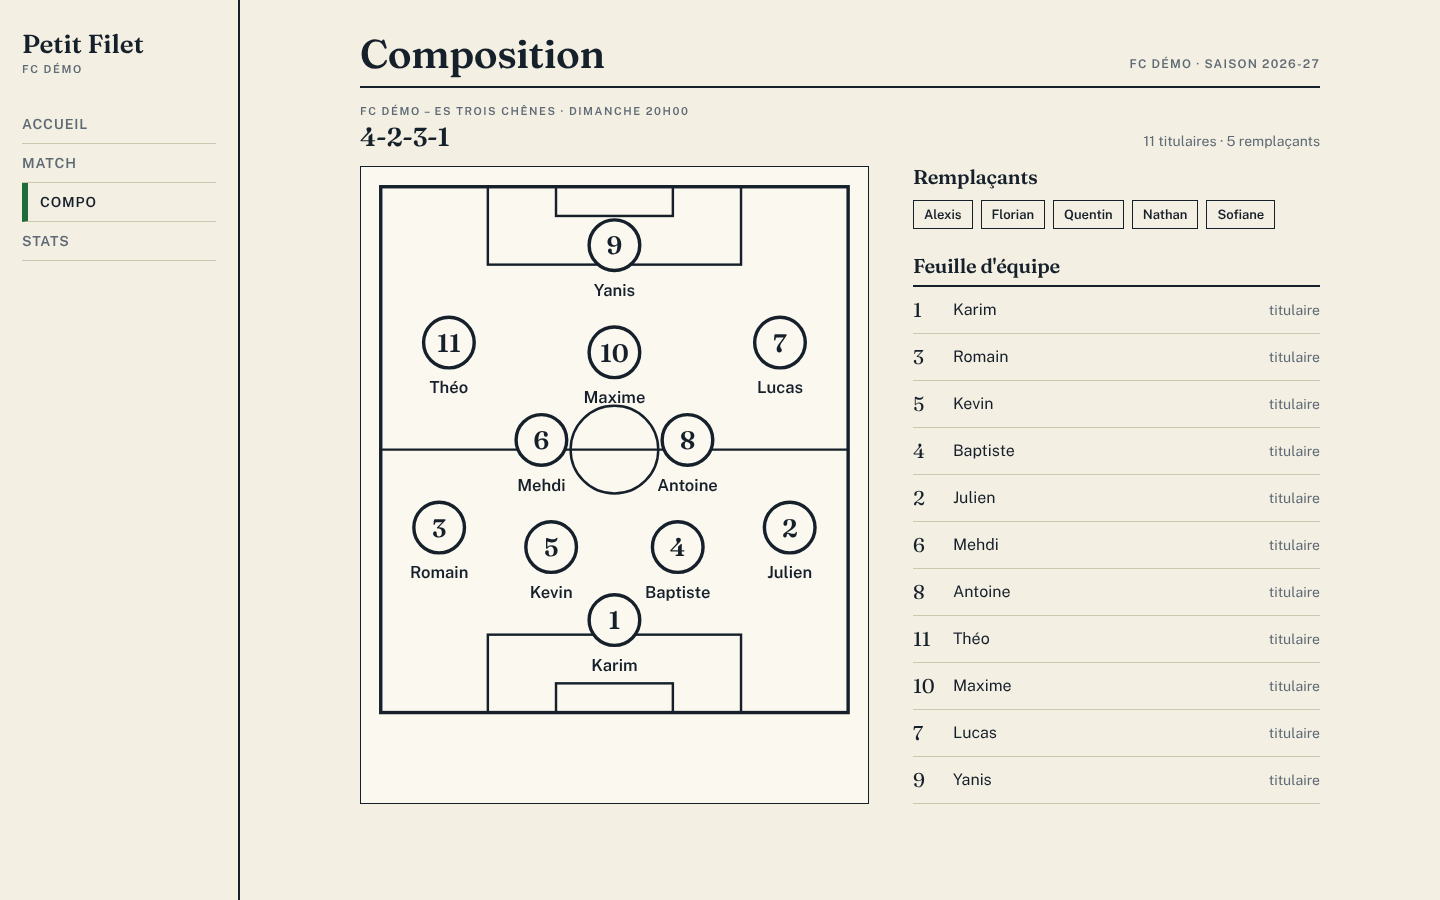 Petit Filet
FC DÉMO
ACCUEIL
MATCH
COMPO
STATS
Composition
FC DÉMO · SAISON 2026-27
FC DÉMO – ES TROIS CHÊNES · DIMANCHE 20H00
4-2-3-1
11 titulaires · 5 remplaçants
9
Yanis
11
10
7
Théo
Maxime
Lucas
6
8
Mehdi
Antoine
3
5
4
2
Romain
Kevin
Baptiste
Julien
1
Karim
Remplaçants
Alexis
Florian
Quentin
Nathan
Sofiane
Feuille d'équipe
1 Karim titulaire
3 Romain titulaire
5 Kevin titulaire
4 Baptiste titulaire
2 Julien titulaire
6 Mehdi titulaire
8 Antoine titulaire
11 Théo titulaire
10 Maxime titulaire
7 Lucas titulaire
9 Yanis titulaire